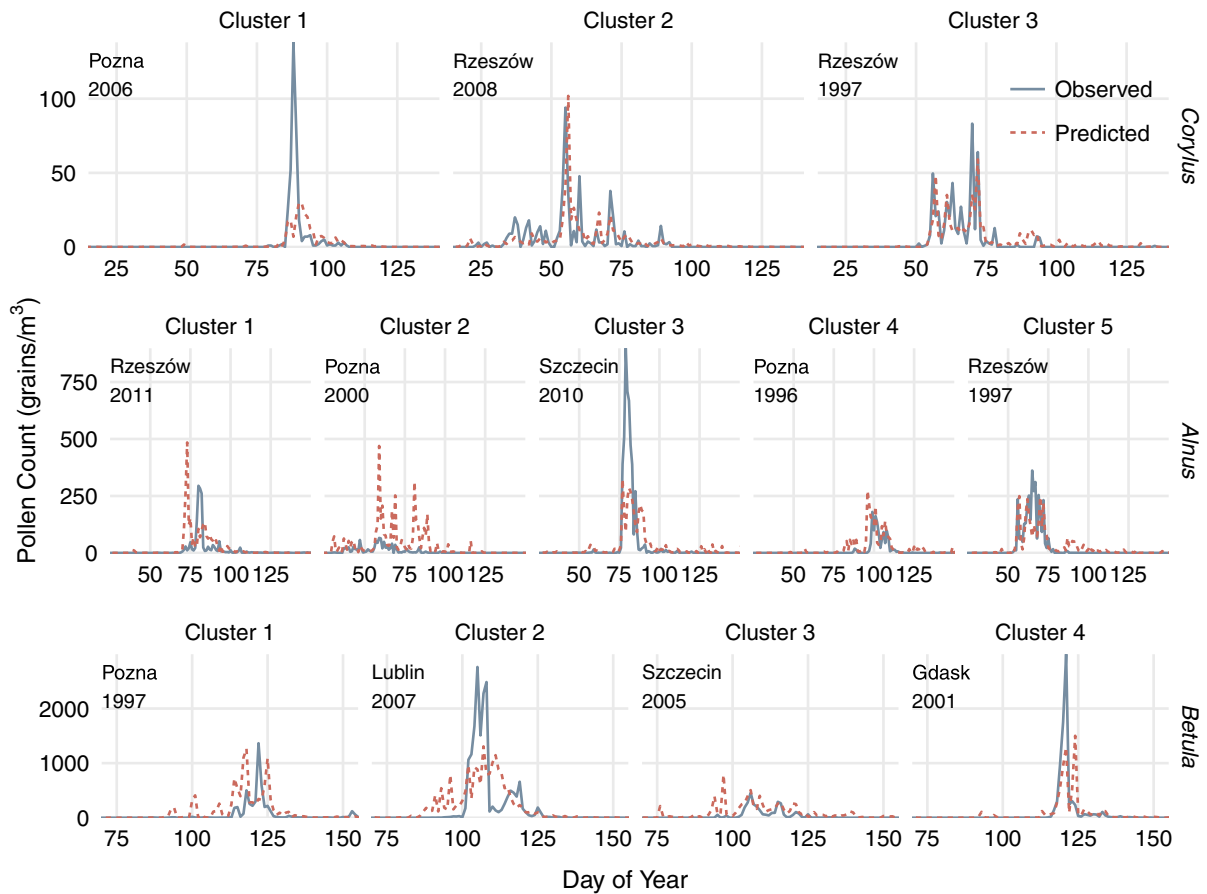 Cluster 1 Cluster 2 Cluster 3
Pozna Rzeszów Rzeszów
2006 2008 1997
Observed
Predicted
100
50
0
25 50 75 100 125 25 50 75 100 125 25 50 75 100 125
Corylus
Pollen Count (grains/m³)
Cluster 1 Cluster 2 Cluster 3 Cluster 4 Cluster 5
Rzeszów Pozna Szczecin Pozna Rzeszów
2011 2000 2010 1996 1997
750
500
250
0
50 75 100 125 50 75 100 125 50 75 100 125 50 75 100 125 50 75 100 125
Alnus
Cluster 1 Cluster 2 Cluster 3 Cluster 4
Pozna Lublin Szczecin Gdask
1997 2007 2005 2001
2000
1000
0
75 100 125 150 75 100 125 150 75 100 125 150 75 100 125 150
Betula
Day of Year